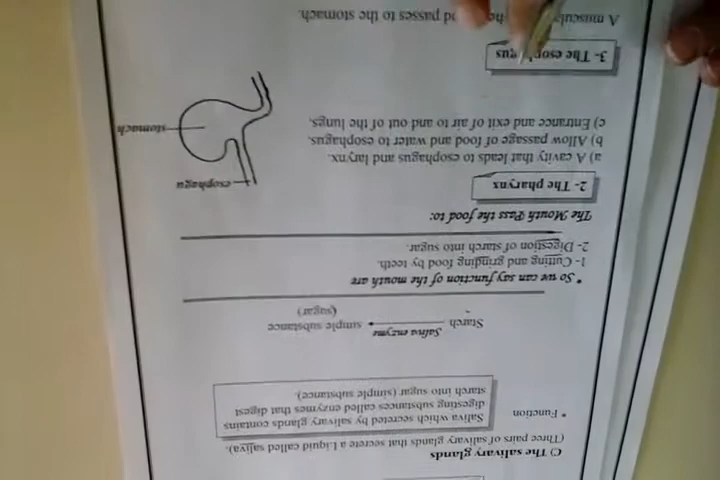 C) The salivary glands
(Three pairs of salivary glands that secrete a Liquid called saliva).
* Function
Saliva which secreted by salivary glands contains
digesting substances called enzymes that digest
starch into sugar (simple substance).
Starch Saliva enzyme simple substance
(sugar)
* So we can say function of the mouth are
1- Cutting and grinding food by teeth.
2- Digestion of starch into sugar.
The Mouth Pass the food to:
2- The pharynx
a) A cavity that leads to esophagus and larynx.
b) Allow passage of food and water to esophagus.
c) Entrance and exit of air to and out of the lungs.
esophagu
stomach
3- The esophagus
A passes to the stomach.